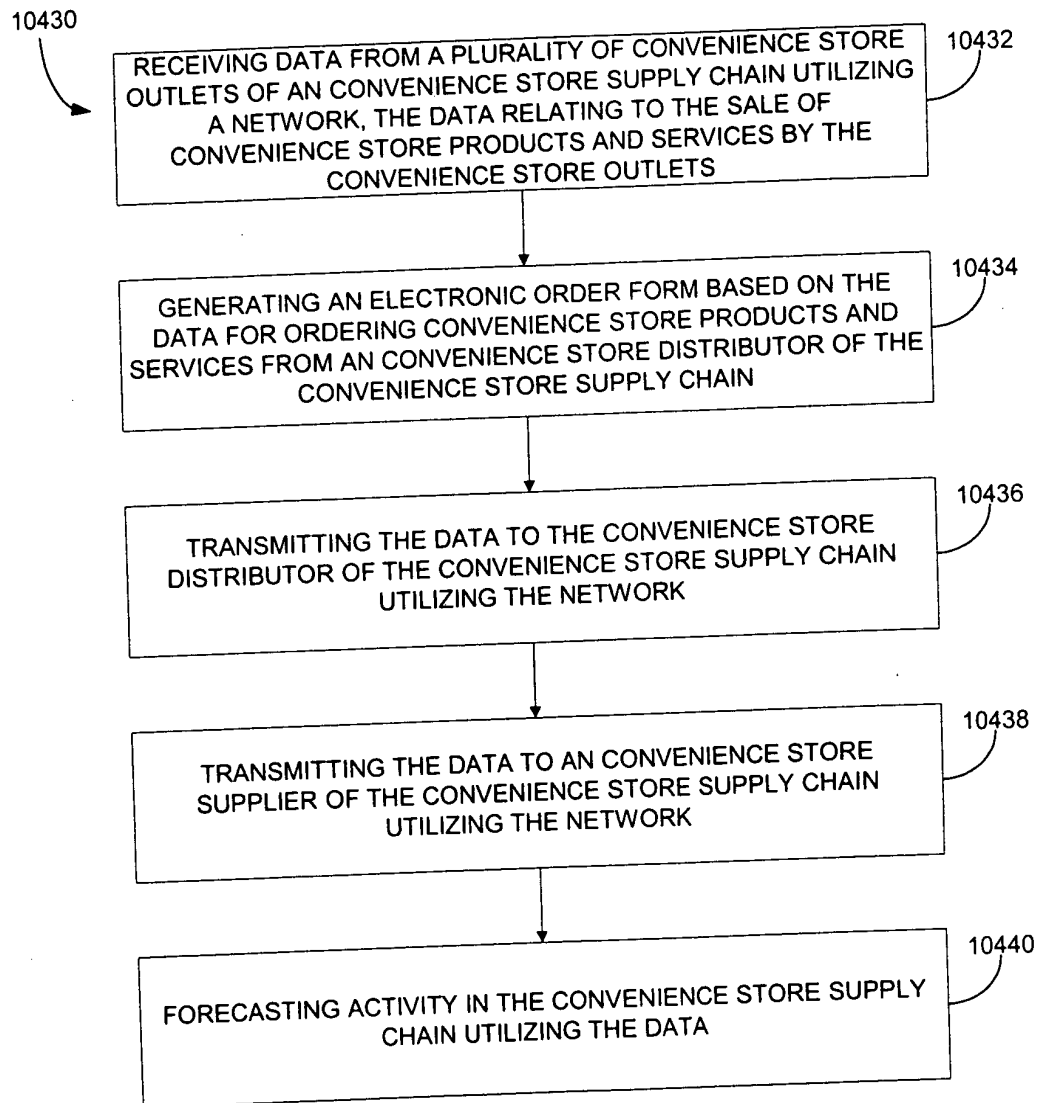 10430
RECEIVING DATA FROM A PLURALITY OF CONVENIENCE STORE
OUTLETS OF AN CONVENIENCE STORE SUPPLY CHAIN UTILIZING
A NETWORK, THE DATA RELATING TO THE SALE OF
CONVENIENCE STORE PRODUCTS AND SERVICES BY THE
CONVENIENCE STORE OUTLETS
10432
GENERATING AN ELECTRONIC ORDER FORM BASED ON THE
DATA FOR ORDERING CONVENIENCE STORE PRODUCTS AND
SERVICES FROM AN CONVENIENCE STORE DISTRIBUTOR OF THE
CONVENIENCE STORE SUPPLY CHAIN
10434
TRANSMITTING THE DATA TO THE CONVENIENCE STORE
DISTRIBUTOR OF THE CONVENIENCE STORE SUPPLY CHAIN
UTILIZING THE NETWORK
10436
TRANSMITTING THE DATA TO AN CONVENIENCE STORE
SUPPLIER OF THE CONVENIENCE STORE SUPPLY CHAIN
UTILIZING THE NETWORK
10438
FORECASTING ACTIVITY IN THE CONVENIENCE STORE SUPPLY
CHAIN UTILIZING THE DATA
10440